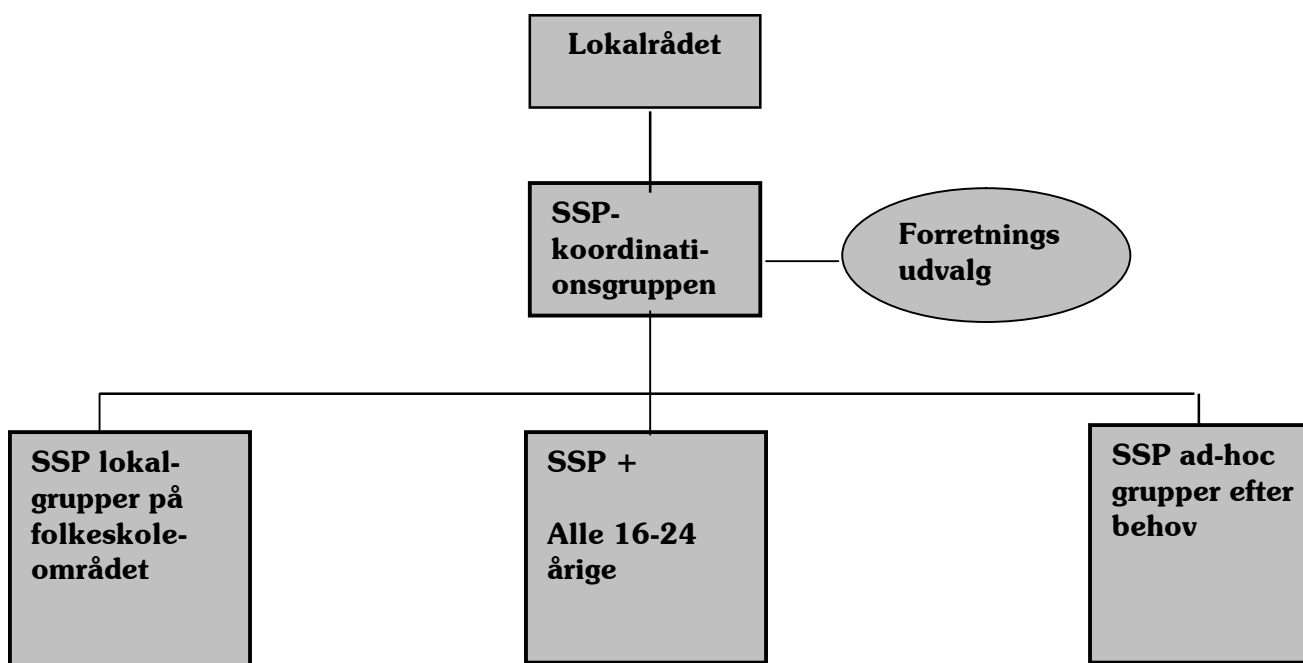 Lokalrådet
SSP-
koordinati-
onsgruppen
Forretnings
udvalg
SSP lokal-
grupper på
folkeskole-
området
SSP +
Alle 16-24
årige
SSP ad-hoc
grupper efter
behov